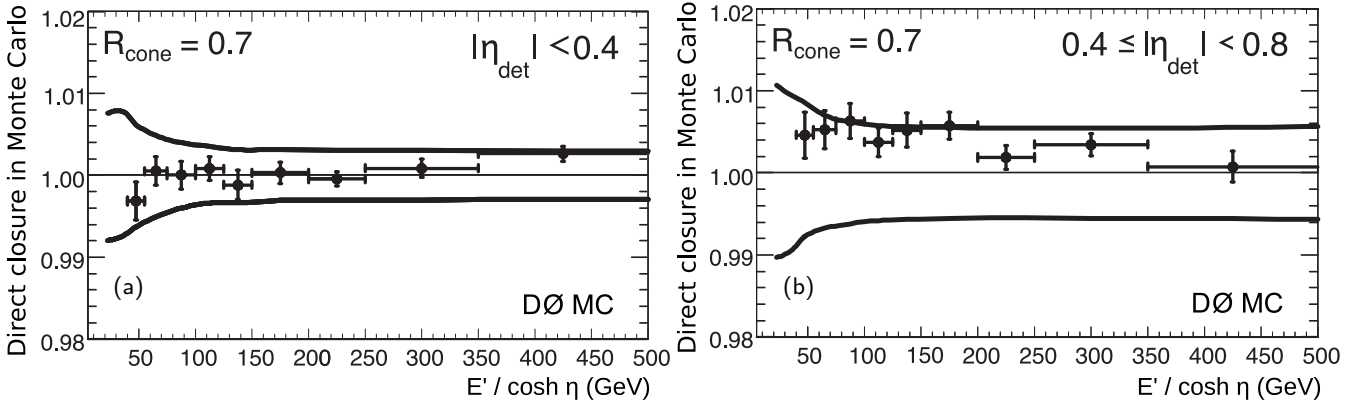 Direct closure in Monte Carlo
1.02
1.01
1.00
0.99
0.98
R_cone = 0.7
|η_det| < 0.4
(a)
DØ MC
50 100 150 200 250 300 350 400 450 500
E' / cosh η (GeV)
Direct closure in Monte Carlo
1.02
1.01
1.00
0.99
0.98
R_cone = 0.7
0.4 ≤ |η_det| < 0.8
(b)
DØ MC
50 100 150 200 250 300 350 400 450 500
E' / cosh η (GeV)